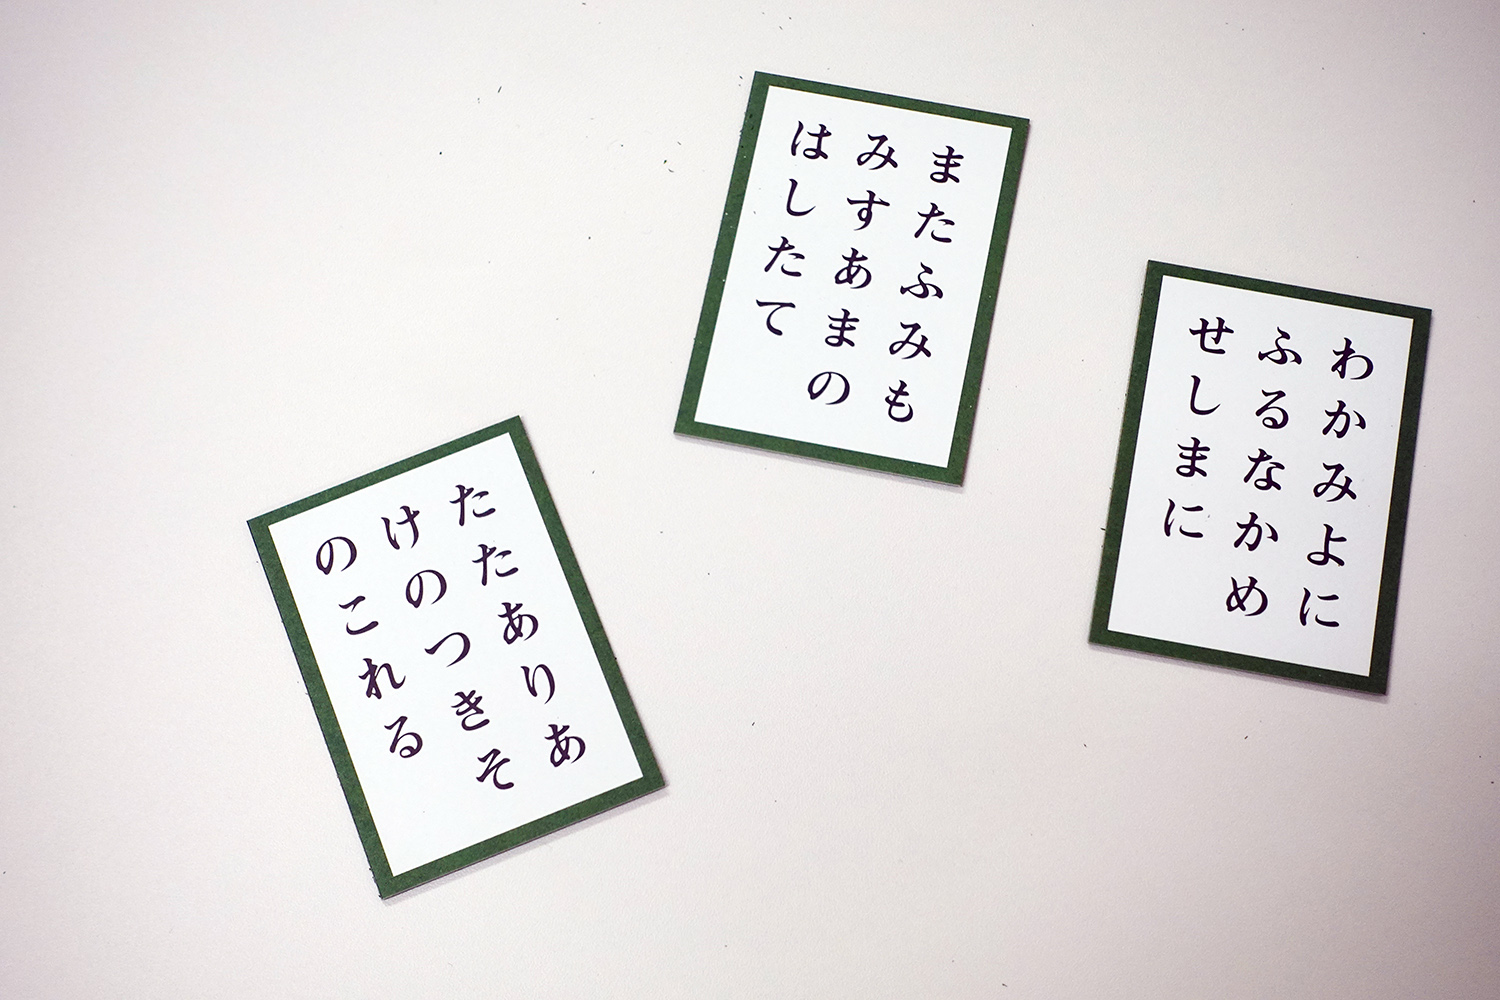 わかみよに
ふるなかめ
せしまに
またふみも
みすあまの
はしたて
たたありあ
けのつきそ
のこれる